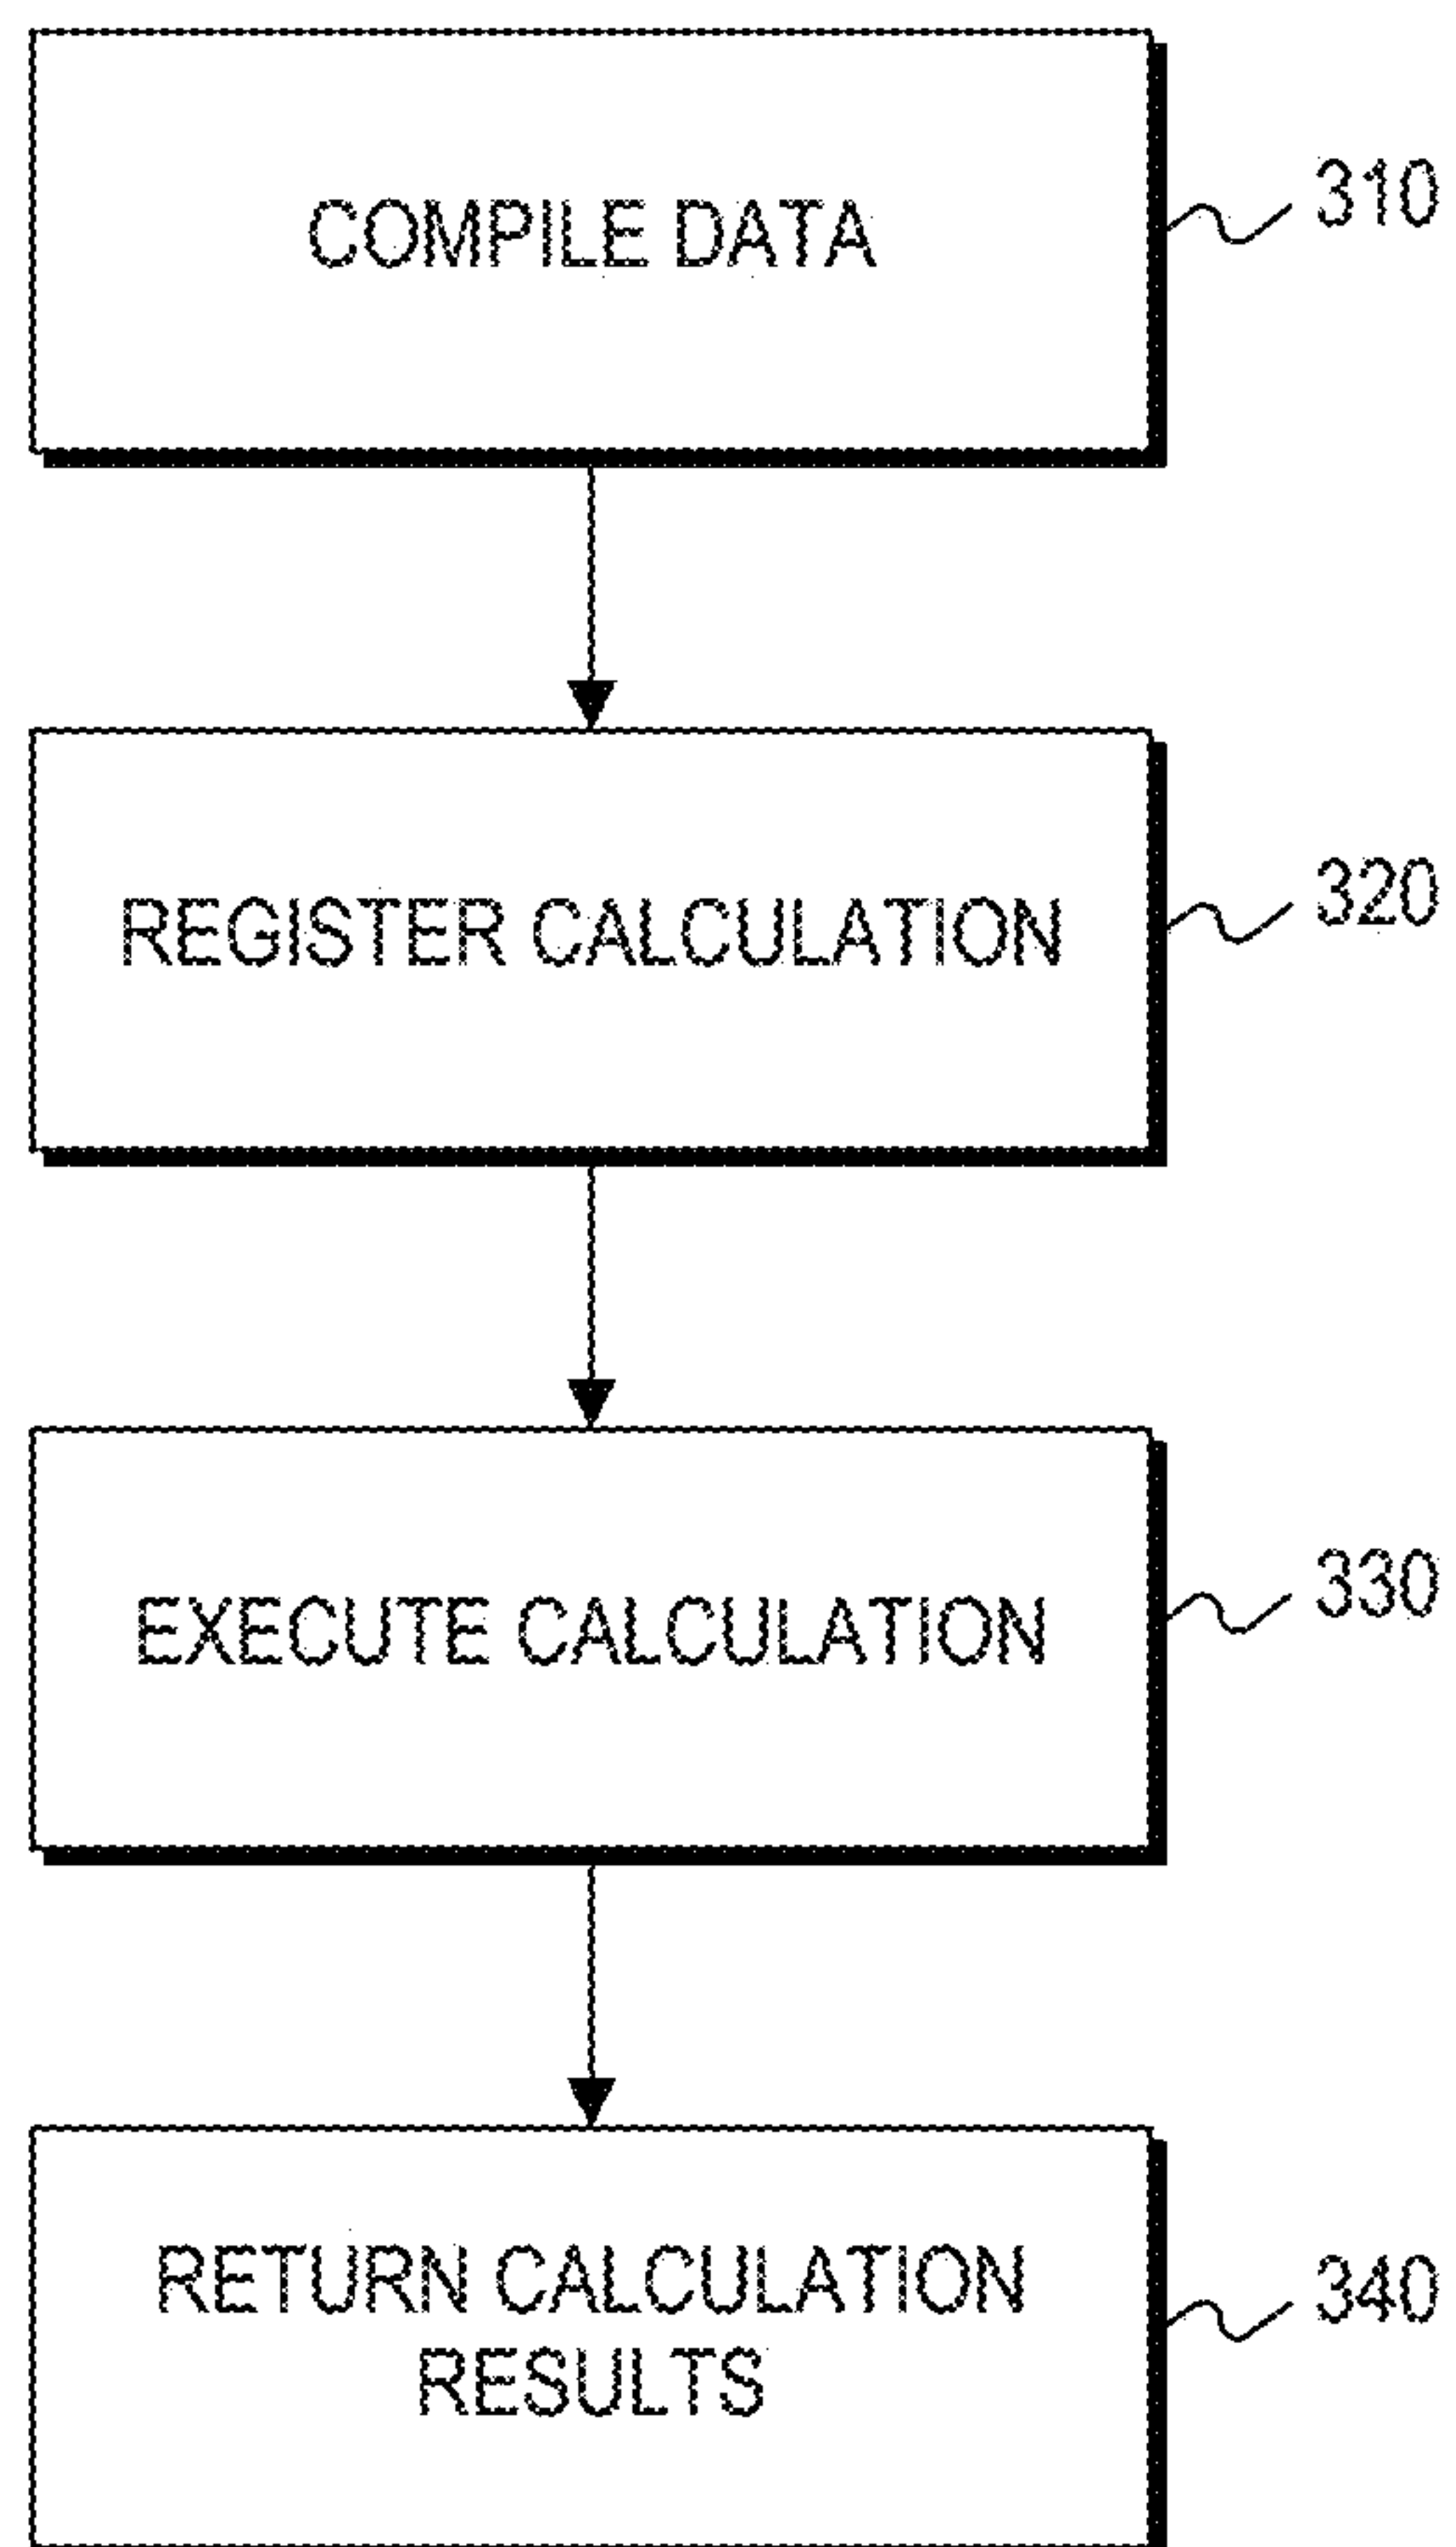 COMPILE DATA
310
REGISTER CALCULATION
320
EXECUTE CALCULATION
330
RETURN CALCULATION
RESULTS
340